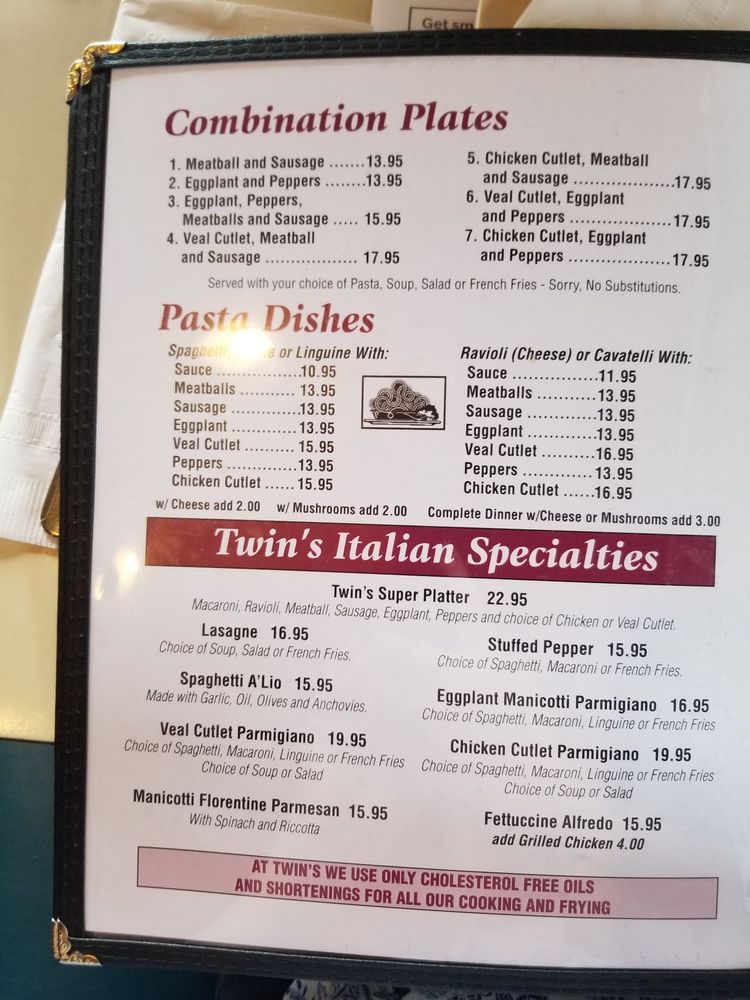 Get sm
Combination Plates
1. Meatball and Sausage .......13.95
2. Eggplant and Peppers ........13.95
3. Eggplant, Peppers,
Meatballs and Sausage ..... 15.95
4. Veal Cutlet, Meatball
and Sausage .................. 17.95
5. Chicken Cutlet, Meatball
and Sausage ...................17.95
6. Veal Cutlet, Eggplant
and Peppers ...................17.95
7. Chicken Cutlet, Eggplant
and Peppers ...................17.95
Served with your choice of Pasta, Soup, Salad or French Fries - Sorry, No Substitutions.
Pasta Dishes
Spaghetti, or Linguine With:
Sauce ................10.95
Meatballs ........... 13.95
Sausage .............13.95
Eggplant .............13.95
Veal Cutlet .......... 15.95
Peppers .............13.95
Chicken Cutlet ...... 15.95
Ravioli (Cheese) or Cavatelli With:
Sauce ................11.95
Meatballs ............13.95
Sausage .............13.95
Eggplant .............13.95
Veal Cutlet ..........16.95
Peppers ............. 13.95
Chicken Cutlet ......16.95
w/ Cheese add 2.00 w/ Mushrooms add 2.00 Complete Dinner w/Cheese or Mushrooms add 3.00
Twin's Italian Specialties
Twin's Super Platter 22.95
Macaroni, Ravioli, Meatball, Sausage, Eggplant, Peppers and choice of Chicken or Veal Cutlet.
Lasagne 16.95
Choice of Soup, Salad or French Fries.
Spaghetti A'Lio 15.95
Made with Garlic, Oil, Olives and Anchovies.
Veal Cutlet Parmigiano 19.95
Choice of Spaghetti, Macaroni, Linguine or French Fries
Choice of Soup or Salad
Manicotti Florentine Parmesan 15.95
With Spinach and Riccotta
Stuffed Pepper 15.95
Choice of Spaghetti, Macaroni or French Fries.
Eggplant Manicotti Parmigiano 16.95
Choice of Spaghetti, Macaroni, Linguine or French Fries
Chicken Cutlet Parmigiano 19.95
Choice of Spaghetti, Macaroni, Linguine or French Fries
Choice of Soup or Salad
Fettuccine Alfredo 15.95
add Grilled Chicken 4.00
AT TWIN'S WE USE ONLY CHOLESTEROL FREE OILS
AND SHORTENINGS FOR ALL OUR COOKING AND FRYING